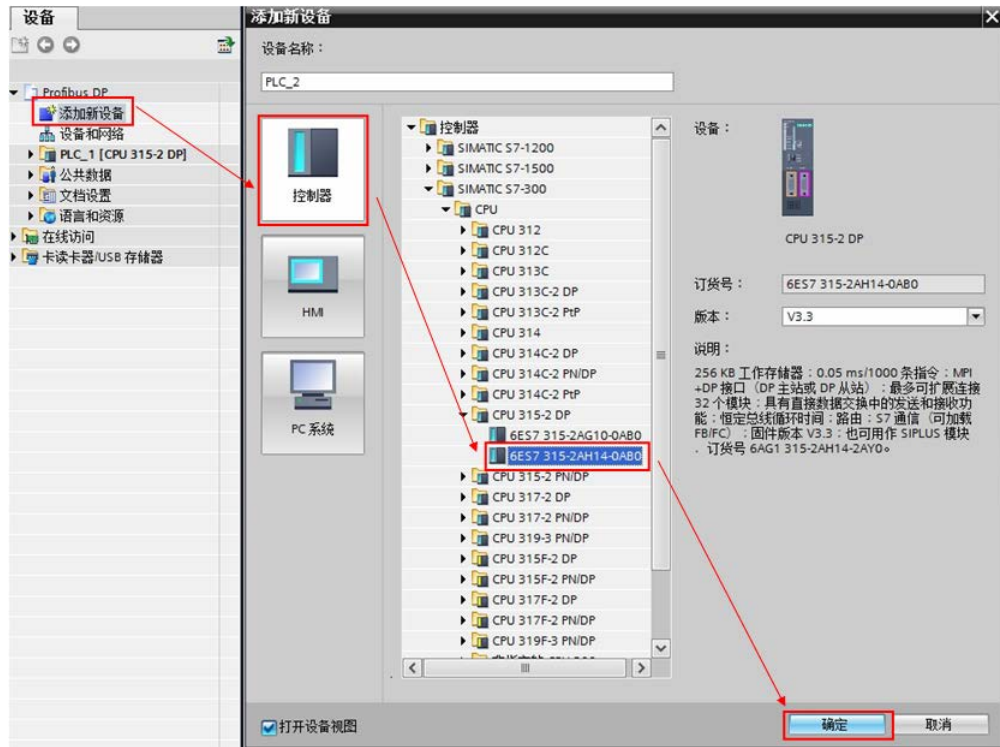 设备
Profibus DP
添加新设备
设备和网络
PLC_1 [CPU 315-2 DP]
公共数据
文档设置
语言和资源
在线访问
卡读卡器/USB 存储器
添加新设备
设备名称：
PLC_2
控制器
HMI
PC 系统
控制器
SIMATIC S7-1200
SIMATIC S7-1500
SIMATIC S7-300
CPU
CPU 312
CPU 312C
CPU 313C
CPU 313C-2 DP
CPU 313C-2 PtP
CPU 314
CPU 314C-2 DP
CPU 314C-2 PN/DP
CPU 314C-2 PtP
CPU 315-2 DP
6ES7 315-2AG10-0AB0
6ES7 315-2AH14-0AB0
CPU 315-2 PN/DP
CPU 317-2 DP
CPU 317-2 PN/DP
CPU 319-3 PN/DP
CPU 315F-2 DP
CPU 315F-2 PN/DP
CPU 317F-2 DP
CPU 317F-2 PN/DP
CPU 319F-3 PN/DP
设备：
CPU 315-2 DP
订货号：
6ES7 315-2AH14-0AB0
版本：
V3.3
说明：
256 KB 工作存储器；0.05 ms/1000 条指令；MPI
+DP 接口（DP 主站或 DP 从站）；最多可扩展连接
32 个模块；具有直接数据交换中的发送和接收功
能；恒定总线循环时间；路由；S7 通信（可加载
FB/FC）；固件版本 V3.3；也可用作 SIPLUS 模块
. 订货号 6AG1 315-2AH14-2AY0。
打开设备视图
确定
取消